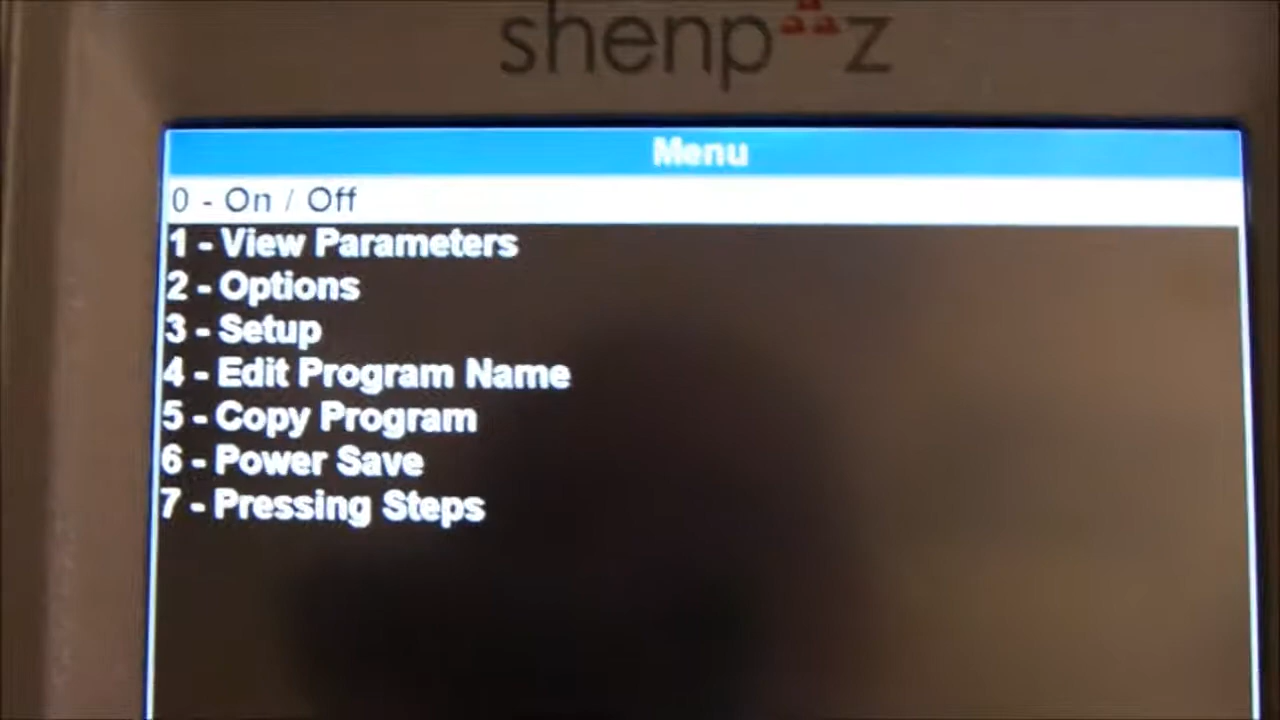 shenpaz
Menu
0 - On / Off
1 - View Parameters
2 - Options
3 - Setup
4 - Edit Program Name
5 - Copy Program
6 - Power Save
7 - Pressing Steps